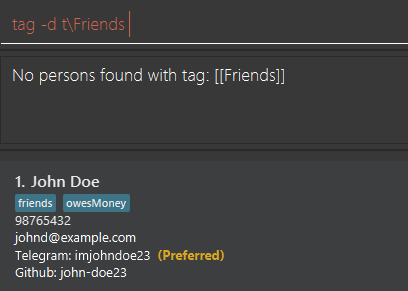 tag -d t\Friends
No persons found with tag: [[Friends]]
1. John Doe
friends owesMoney
98765432
johnd@example.com
Telegram: imjohndoe23 (Preferred)
Github: john-doe23